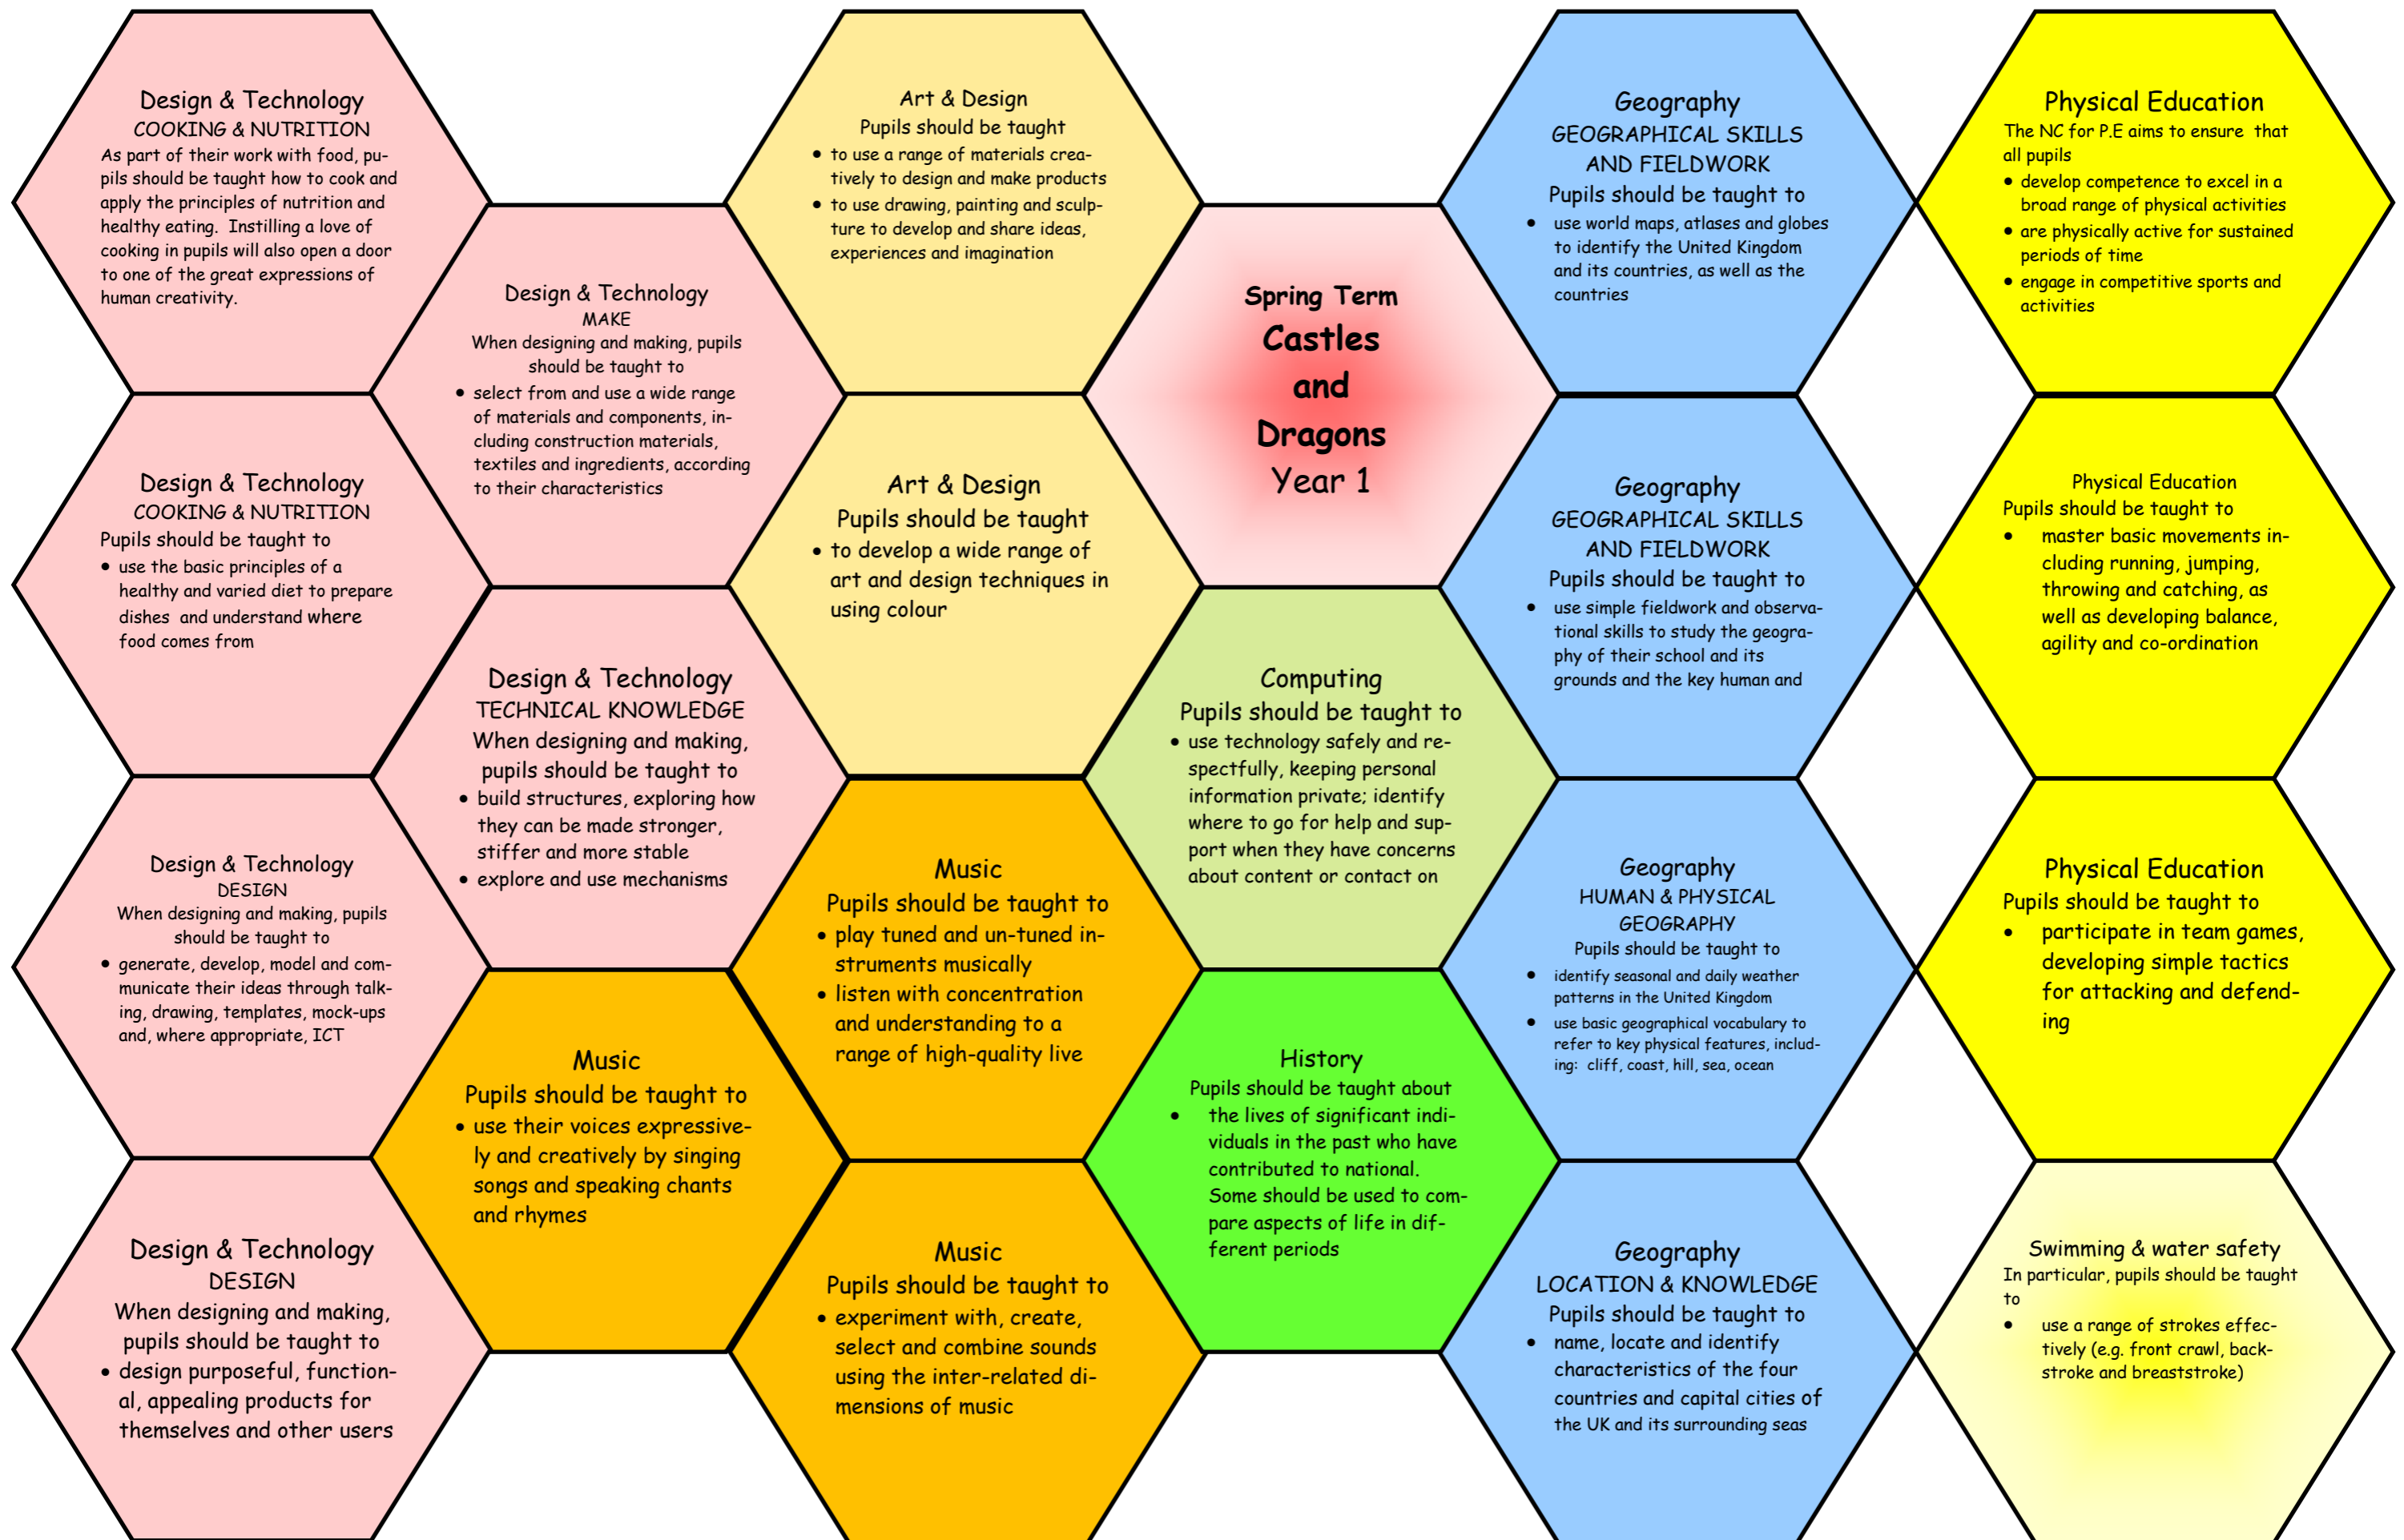 Design & Technology
COOKING & NUTRITION
As part of their work with food, pu-
pils should be taught how to cook and
apply the principles of nutrition and
healthy eating.  Instilling a love of
cooking in pupils will also open a door
to one of the great expressions of
human creativity.
Design & Technology
COOKING & NUTRITION
Pupils should be taught to
• use the basic principles of a
healthy and varied diet to prepare
dishes  and understand where
food comes from
Design & Technology
DESIGN
When designing and making, pupils
should be taught to
• generate, develop, model and com-
municate their ideas through talk-
ing, drawing, templates, mock-ups
and, where appropriate, ICT
Design & Technology
DESIGN
When designing and making,
pupils should be taught to
• design purposeful, function-
al, appealing products for
themselves and other users
Design & Technology
MAKE
When designing and making, pupils
should be taught to
• select from and use a wide range
of materials and components, in-
cluding construction materials,
textiles and ingredients, according
to their characteristics
Design & Technology
TECHNICAL KNOWLEDGE
When designing and making,
pupils should be taught to
• build structures, exploring how
they can be made stronger,
stiffer and more stable
• explore and use mechanisms
Music
Pupils should be taught to
• use their voices expressive-
ly and creatively by singing
songs and speaking chants
and rhymes
Art & Design
Pupils should be taught
• to use a range of materials crea-
tively to design and make products
• to use drawing, painting and sculp-
ture to develop and share ideas,
experiences and imagination
Art & Design
Pupils should be taught
• to develop a wide range of
art and design techniques in
using colour
Music
Pupils should be taught to
• play tuned and un-tuned in-
struments musically
• listen with concentration
and understanding to a
range of high-quality live
Music
Pupils should be taught to
• experiment with, create,
select and combine sounds
using the inter-related di-
mensions of music
Spring Term
Castles
and
Dragons
Year 1
Computing
Pupils should be taught to
• use technology safely and re-
spectfully, keeping personal
information private; identify
where to go for help and sup-
port when they have concerns
about content or contact on
History
Pupils should be taught about
• the lives of significant indi-
viduals in the past who have
contributed to national.
Some should be used to com-
pare aspects of life in dif-
ferent periods
Geography
GEOGRAPHICAL SKILLS
AND FIELDWORK
Pupils should be taught to
• use world maps, atlases and globes
to identify the United Kingdom
and its countries, as well as the
countries
Geography
GEOGRAPHICAL SKILLS
AND FIELDWORK
Pupils should be taught to
• use simple fieldwork and observa-
tional skills to study the geogra-
phy of their school and its
grounds and the key human and
Geography
HUMAN & PHYSICAL
GEOGRAPHY
Pupils should be taught to
• identify seasonal and daily weather
patterns in the United Kingdom
• use basic geographical vocabulary to
refer to key physical features, includ-
ing:  cliff, coast, hill, sea, ocean
Geography
LOCATION & KNOWLEDGE
Pupils should be taught to
• name, locate and identify
characteristics of the four
countries and capital cities of
the UK and its surrounding seas
Physical Education
The NC for P.E aims to ensure  that
all pupils
• develop competence to excel in a
broad range of physical activities
• are physically active for sustained
periods of time
• engage in competitive sports and
activities
Physical Education
Pupils should be taught to
• master basic movements in-
cluding running, jumping,
throwing and catching, as
well as developing balance,
agility and co-ordination
Physical Education
Pupils should be taught to
• participate in team games,
developing simple tactics
for attacking and defend-
ing
Swimming & water safety
In particular, pupils should be taught
to
• use a range of strokes effec-
tively (e.g. front crawl, back-
stroke and breaststroke)